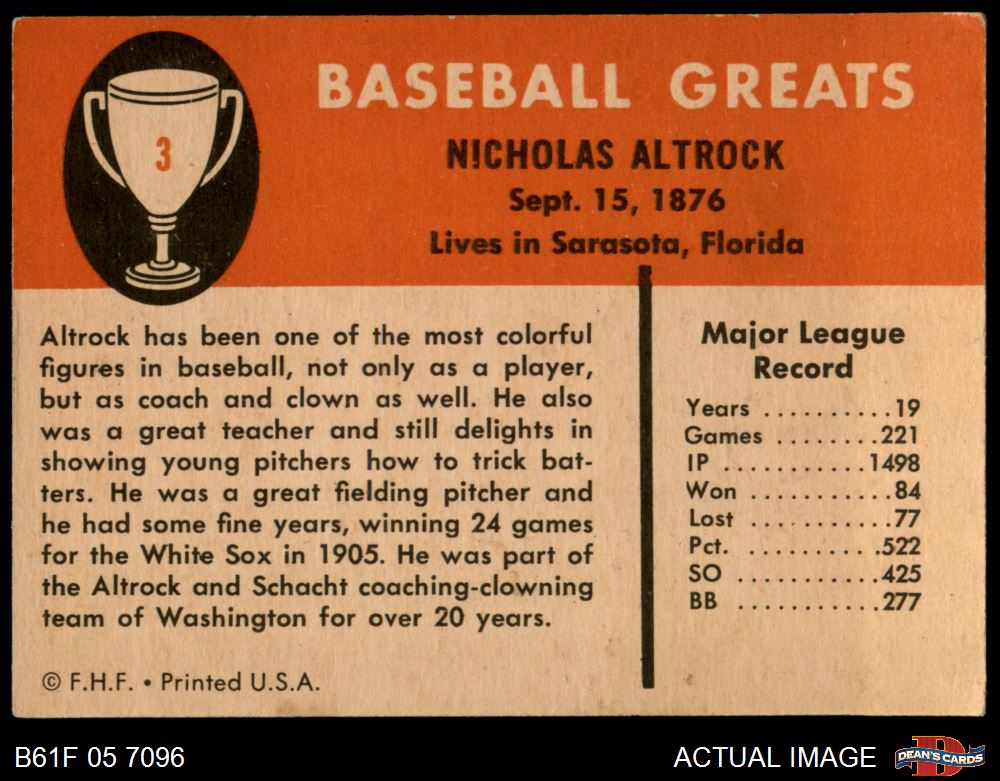 3
BASEBALL GREATS
NICHOLAS ALTROCK
Sept. 15, 1876
Lives in Sarasota, Florida
Altrock has been one of the most colorful
figures in baseball, not only as a player,
but as coach and clown as well. He also
was a great teacher and still delights in
showing young pitchers how to trick bat-
ters. He was a great fielding pitcher and
he had some fine years, winning 24 games
for the White Sox in 1905. He was part of
the Altrock and Schacht coaching-clowning
team of Washington for over 20 years.
© F.H.F. • Printed U.S.A.
Major League
Record
Years ..........19
Games ........221
IP ...........1498
Won ...........84
Lost ...........77
Pct. ..........522
SO ...........425
BB ...........277
B61F 05 7096
ACTUAL IMAGE
D
DEAN'S CARDS